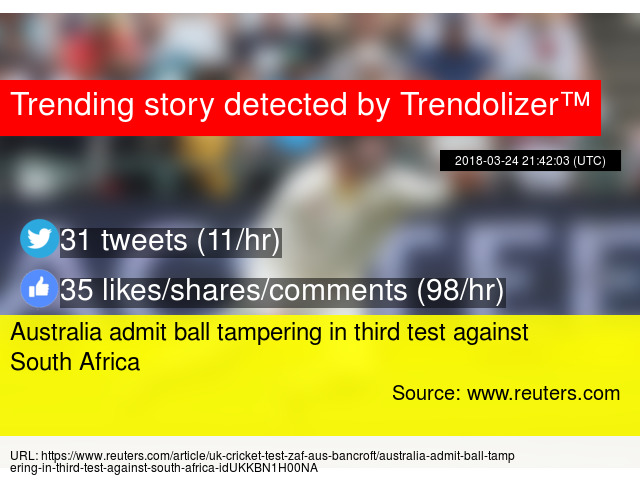 Trending story detected by Trendolizer™
2018-03-24 21:42:03 (UTC)
31 tweets (11/hr)
35 likes/shares/comments (98/hr)
Australia admit ball tampering in third test against
South Africa
Source: www.reuters.com
URL: https://www.reuters.com/article/uk-cricket-test-zaf-aus-bancroft/australia-admit-ball-tamp
ering-in-third-test-against-south-africa-idUKKBN1H00NA